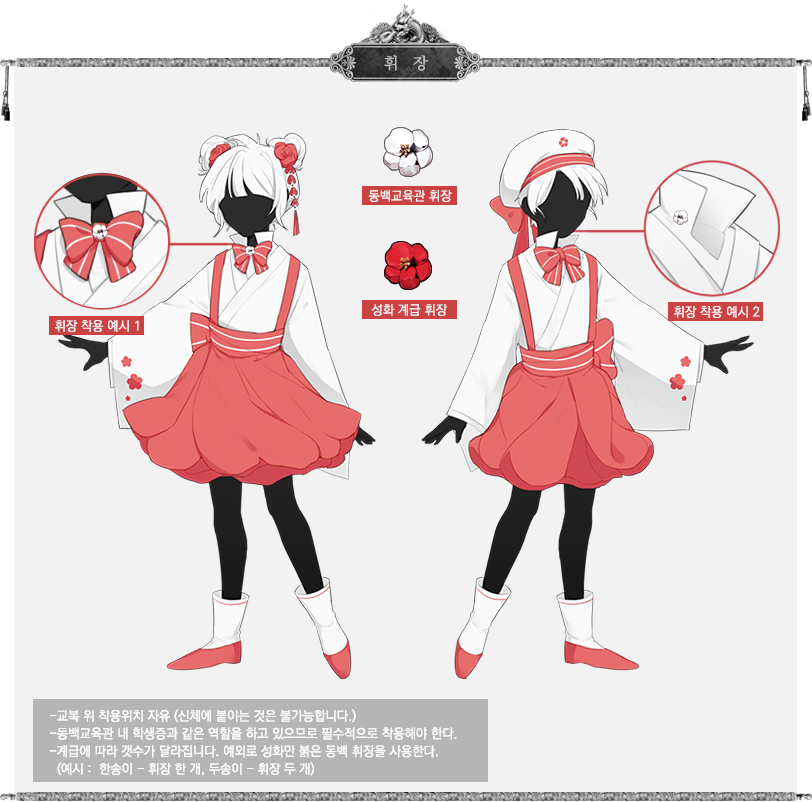 휘 장
동백교육관 휘장
성화 계급 휘장
휘장 착용 예시 1
휘장 착용 예시 2
-교복 위 착용위치 자유 (신체에 붙이는 것은 불가능합니다.)
-동백교육관 내 학생증과 같은 역할을 하고 있으므로 필수적으로 착용해야 한다.
-계급에 따라 갯수가 달라집니다. 예외로 성화만 붉은 동백 휘장을 사용한다.
(예시 : 한송이 - 휘장 한 개, 두송이 - 휘장 두 개)